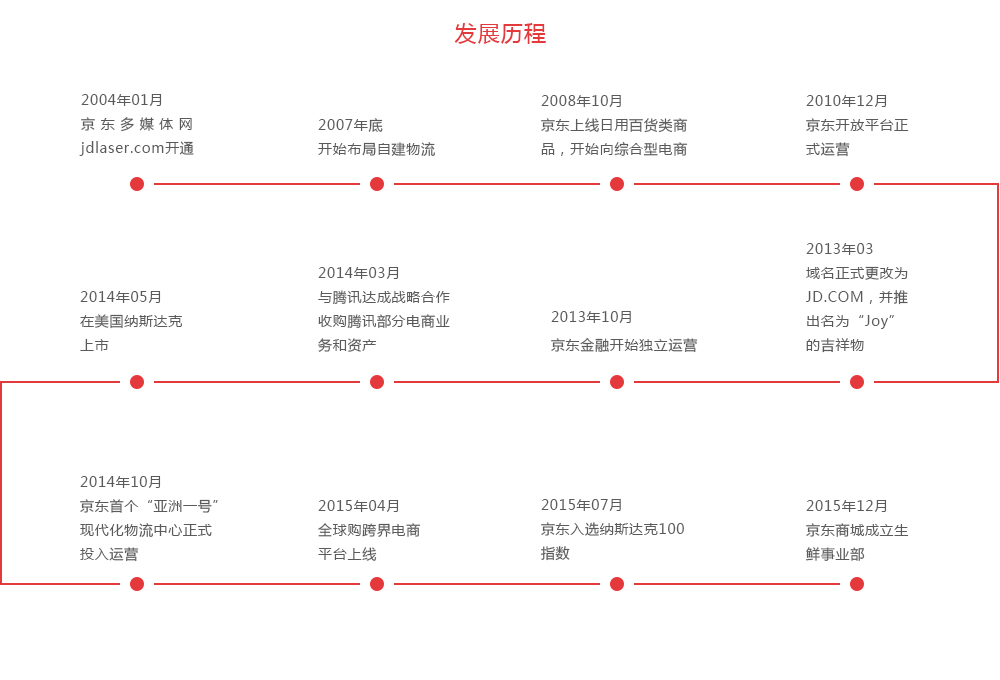 发展历程
2004年01月
京东多媒体网
jdlaser.com开通
2007年底
开始布局自建物流
2008年10月
京东上线日用百货类商
品，开始向综合型电商
2010年12月
京东开放平台正
式运营
2013年03
域名正式更改为
JD.COM，并推
出名为“Joy”
的吉祥物
2013年10月
京东金融开始独立运营
2014年03月
与腾讯达成战略合作
收购腾讯部分电商业
务和资产
2014年05月
在美国纳斯达克
上市
2014年10月
京东首个“亚洲一号”
现代化物流中心正式
投入运营
2015年04月
全球购跨界电商
平台上线
2015年07月
京东入选纳斯达克100
指数
2015年12月
京东商城成立生
鲜事业部